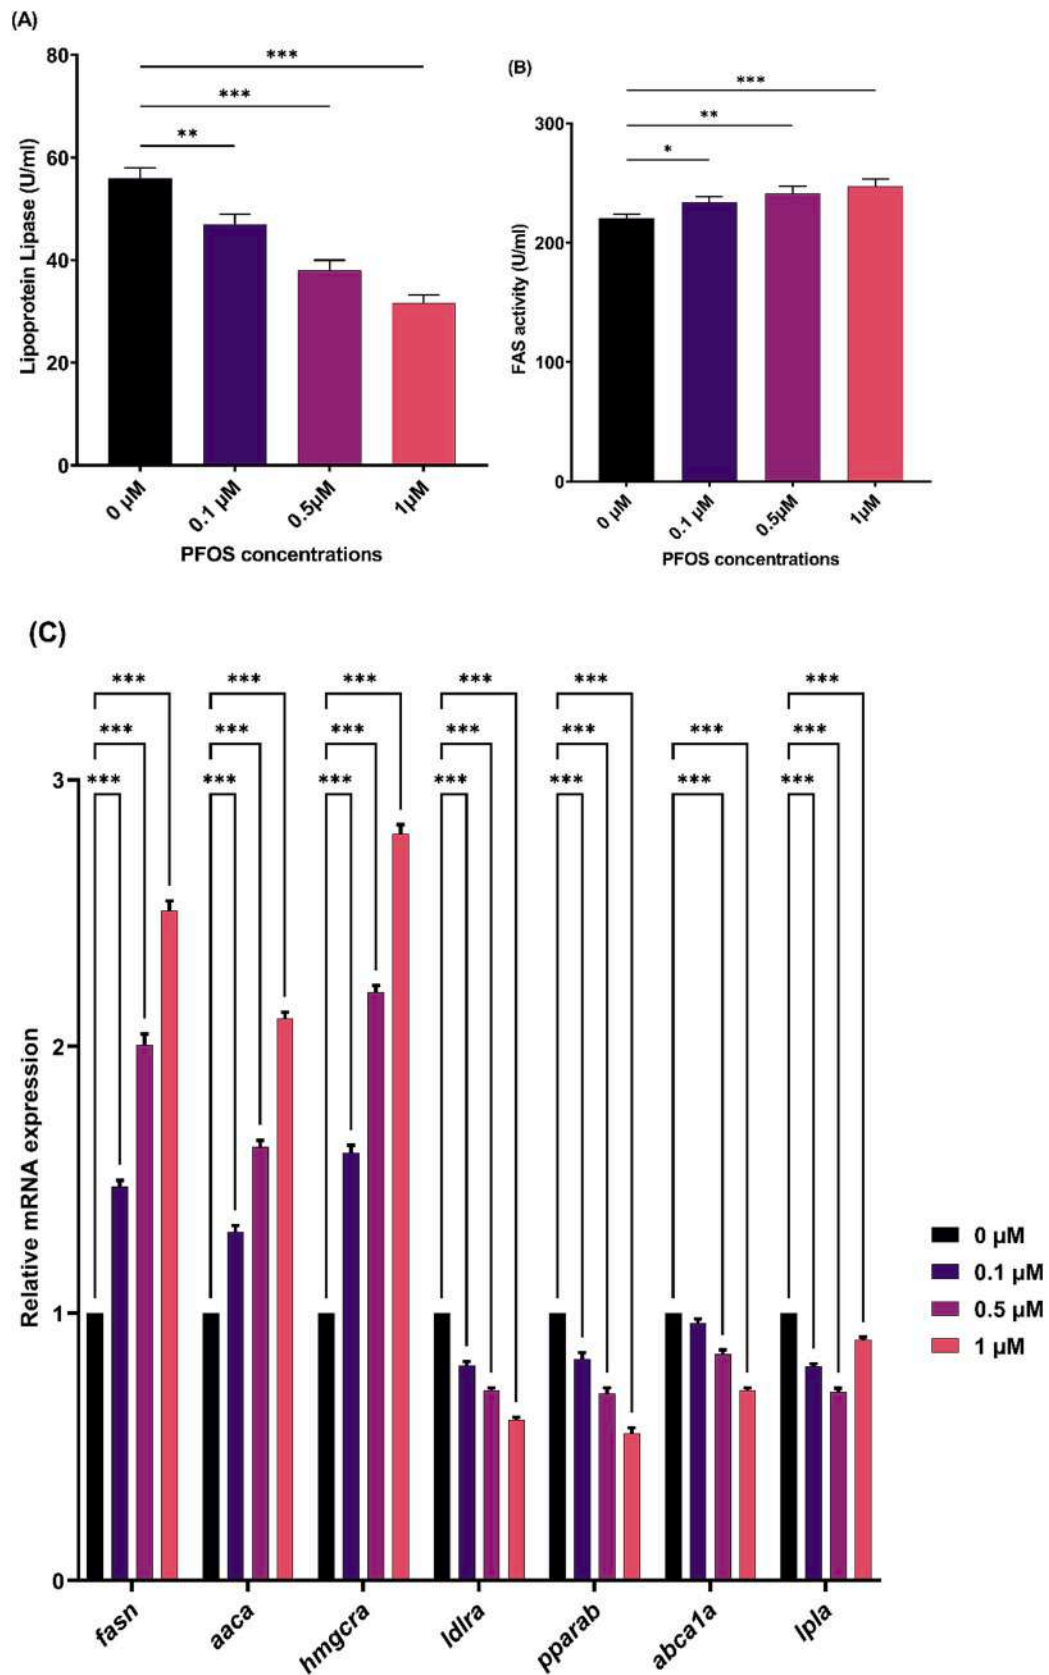 (A)
80
60
40
20
0
Lipoprotein Lipase (U/ml)
***
***
**
0 µM
0.1 µM
0.5µM
1µM
PFOS concentrations
(B)
300
200
100
0
FAS activity (U/ml)
***
**
*
0 µM
0.1 µM
0.5µM
1µM
PFOS concentrations
(C)
*** *** *** *** *** ***
*** *** *** *** *** *** ***
*** *** *** *** *** *** ***
3
2
1
0
Relative mRNA expression
fasn
aaca
hmgcra
ldlra
pparab
abca1a
lpla
0 µM
0.1 µM
0.5 µM
1 µM